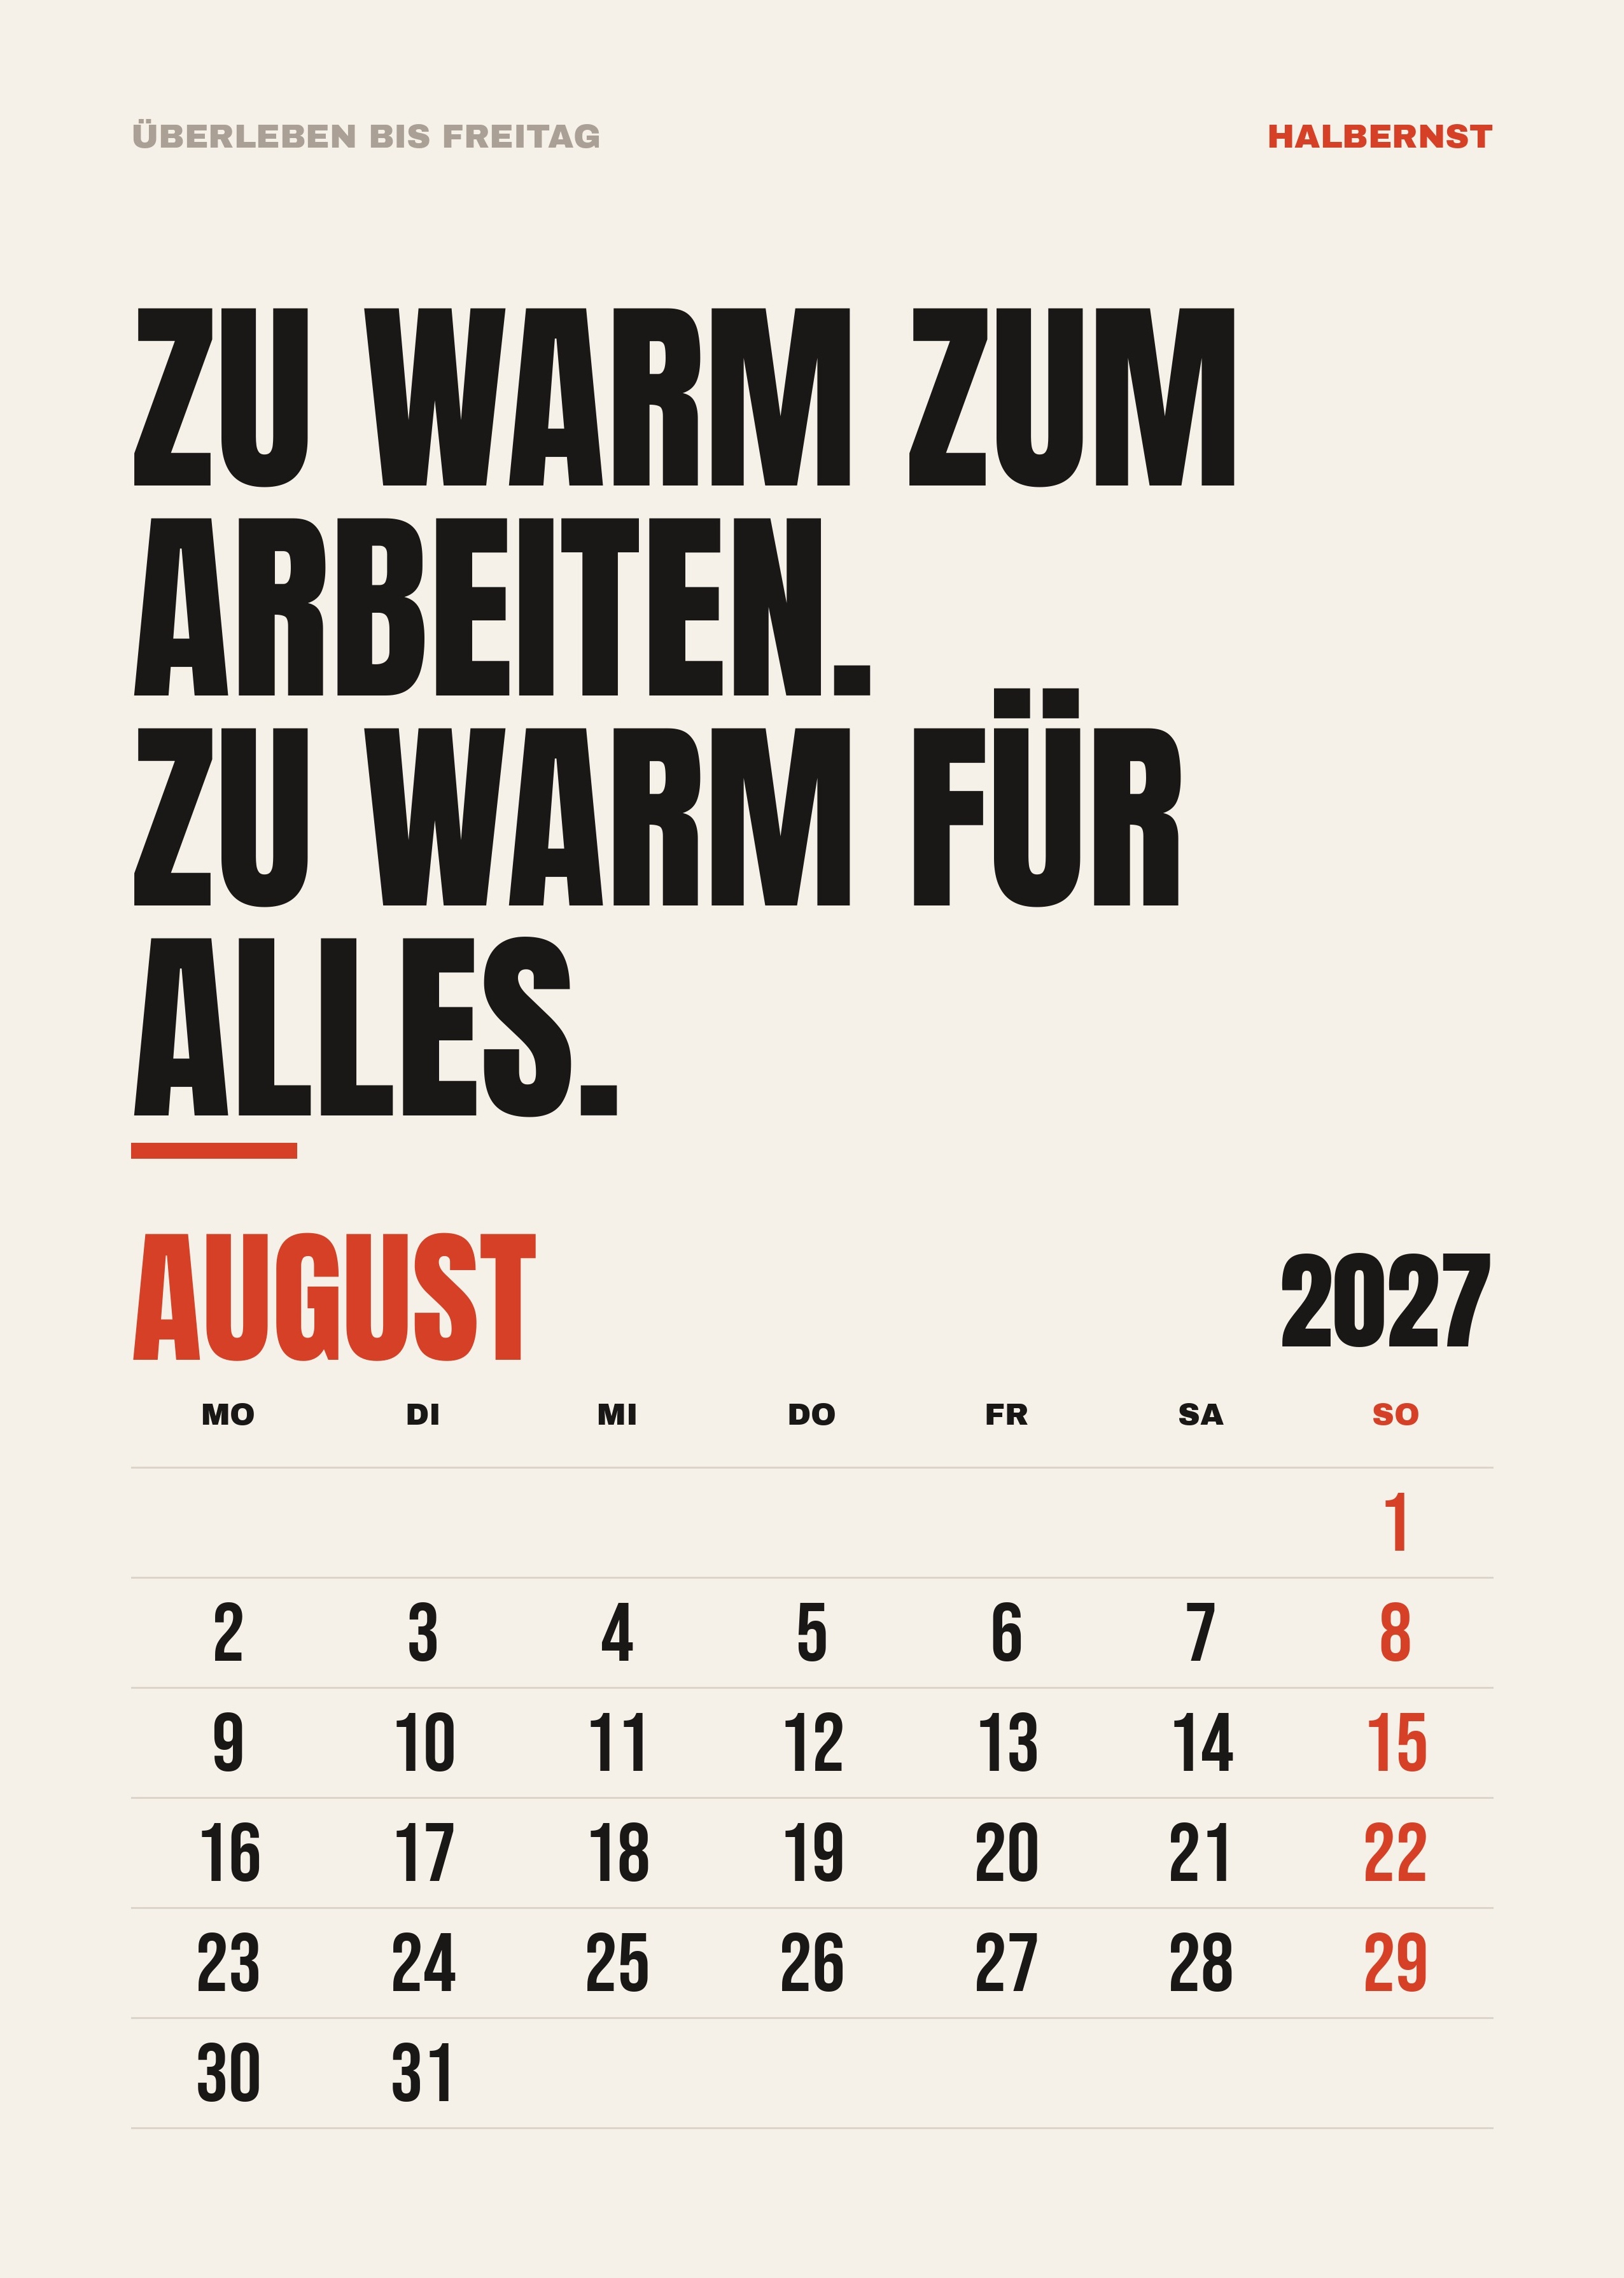 ÜBERLEBEN BIS FREITAG HALBERNST
ZU WARM ZUM
ARBEITEN.
ZU WARM FÜR
ALLES.
AUGUST 2027
MO DI MI DO FR SA SO
1
2 3 4 5 6 7 8
9 10 11 12 13 14 15
16 17 18 19 20 21 22
23 24 25 26 27 28 29
30 31